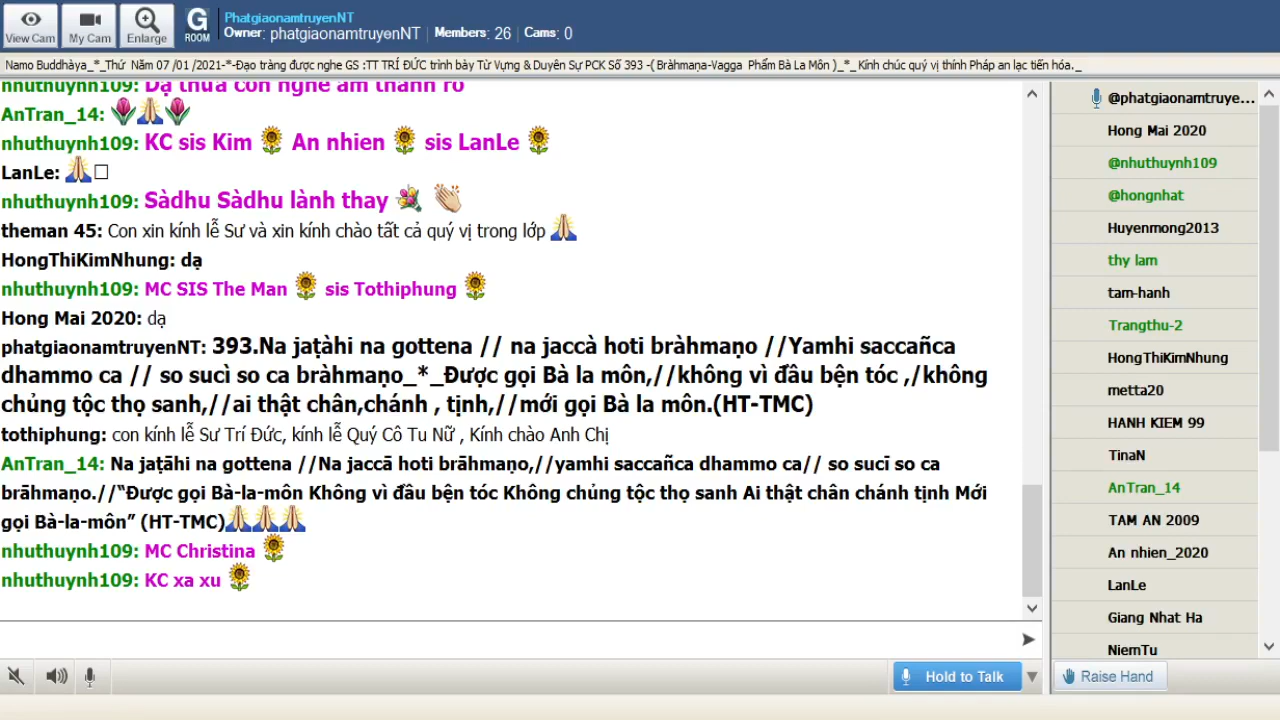 View Cam
My Cam
Enlarge
G
ROOM
PhatgiaonamtruyenNT
Owner: phatgiaonamtruyenNT | Members: 26 | Cams: 0
Namo Buddhàya_*_Thứ Năm 07 /01 /2021-*-Đạo tràng được nghe GS :TT TRÍ ĐỨC trình bày Từ Vựng & Duyên Sự PCK Số 393 -( Bràhmaṇa-Vagga Phẩm Bà La Môn )_*_ Kính chúc quý vị thính Pháp an lạc tiến hóa._
nhuthuynh109: Dạ thưa con nghe âm thanh rõ
AnTran_14:
nhuthuynh109: KC sis Kim An nhien sis LanLe
LanLe:
nhuthuynh109: Sàdhu Sàdhu lành thay
theman 45: Con xin kính lễ Sư và xin kính chào tất cả quý vị trong lớp
HongThiKimNhung: dạ
nhuthuynh109: MC SIS The Man sis Tothiphung
Hong Mai 2020: dạ
phatgiaonamtruyenNT: 393.Na jaṭàhi na gottena // na jaccà hoti bràhmaṇo //Yamhi saccañca
dhammo ca // so sucì so ca bràhmaṇo_*_Được gọi Bà la môn,//không vì đầu bện tóc ,/không
chủng tộc thọ sanh,//ai thật chân,chánh , tịnh,//mới gọi Bà la môn.(HT-TMC)
tothiphung: con kính lễ Sư Trí Đức, kính lễ Quý Cô Tu Nữ , Kính chào Anh Chị
AnTran_14: Na jaṭāhi na gottena //Na jaccā hoti brāhmaṇo,//yamhi saccañca dhammo ca// so sucī so ca
brāhmaṇo.//“Được gọi Bà-la-môn Không vì đầu bện tóc Không chủng tộc thọ sanh Ai thật chân chánh tịnh Mới
gọi Bà-la-môn” (HT-TMC)
nhuthuynh109: MC Christina
nhuthuynh109: KC xa xu
Hold to Talk
@phatgiaonamtruye...
Hong Mai 2020
@nhuthuynh109
@hongnhat
Huyenmong2013
thy lam
tam-hanh
Trangthu-2
HongThiKimNhung
metta20
HANH KIEM 99
TinaN
AnTran_14
TAM AN 2009
An nhien_2020
LanLe
Giang Nhat Ha
NiemTu
Raise Hand